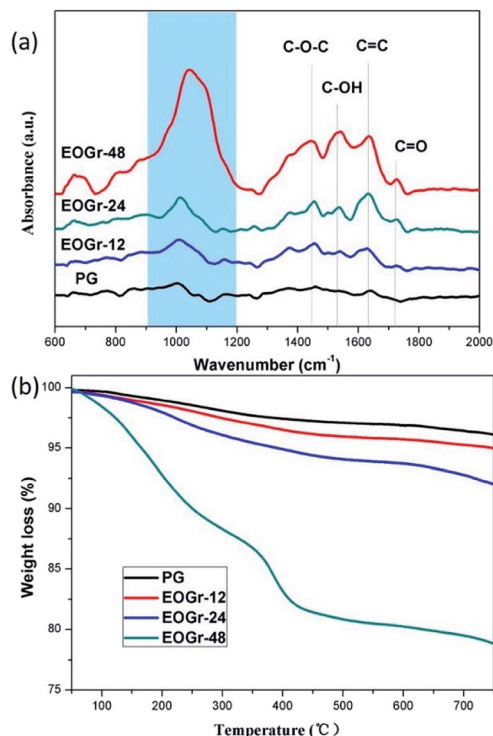 (a)
C-O-C
C=C
C-OH
C=O
EOGr-48
EOGr-24
EOGr-12
PG
Absorbance (a.u.)
600 800 1000 1200 1400 1600 1800 2000
Wavenumber (cm⁻¹)
(b)
100
95
90
85
80
75
Weight loss (%)
PG
EOGr-12
EOGr-24
EOGr-48
100 200 300 400 500 600 700
Temperature (℃)